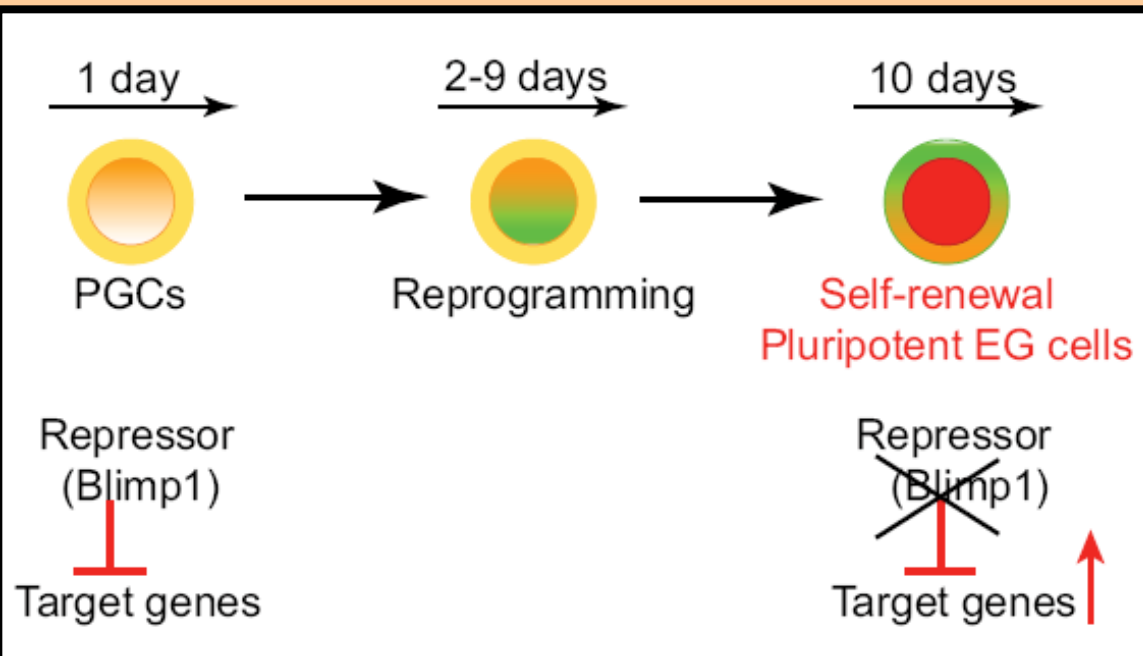 1 day
2-9 days
10 days
PGCs
Reprogramming
Self-renewal
Pluripotent EG cells
Repressor
(Blimp1)
Target genes
Repressor
(Blimp1)
Target genes